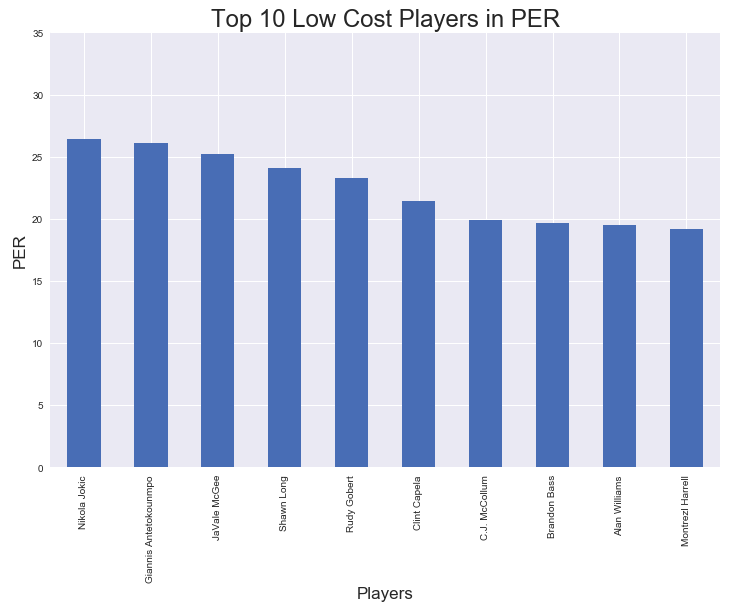 Top 10 Low Cost Players in PER
35
30
25
20
15
10
5
0
PER
Nikola Jokic
Giannis Antetokounmpo
JaVale McGee
Shawn Long
Rudy Gobert
Clint Capela
C.J. McCollum
Brandon Bass
Alan Williams
Montrezl Harrell
Players